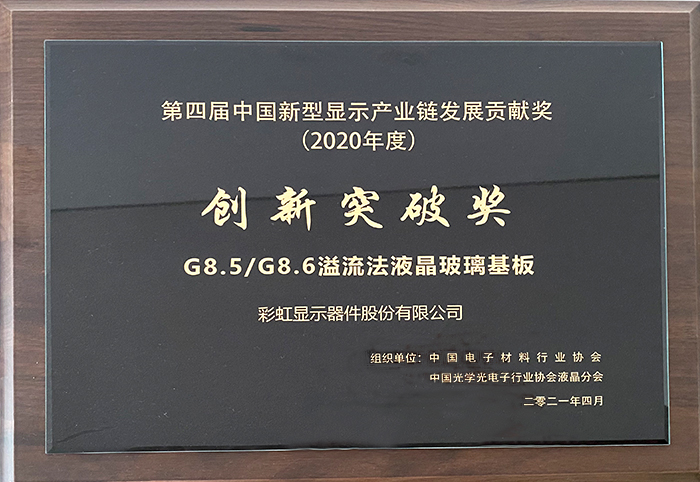 第四届中国新型显示产业链发展贡献奖
（2020年度）
创新突破奖
G8.5/G8.6溢流法液晶玻璃基板
彩虹显示器件股份有限公司
组织单位：中国电子材料行业协会
中国光学光电子行业协会液晶分会
二零二一年四月